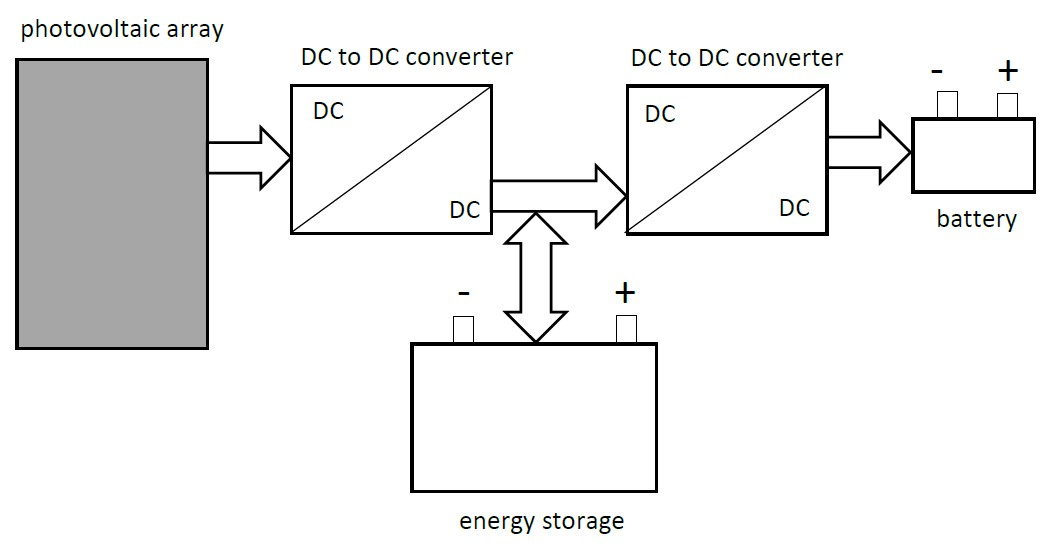 photovoltaic array
DC to DC converter
DC to DC converter
- +
DC
DC
DC
DC
battery
- +
energy storage